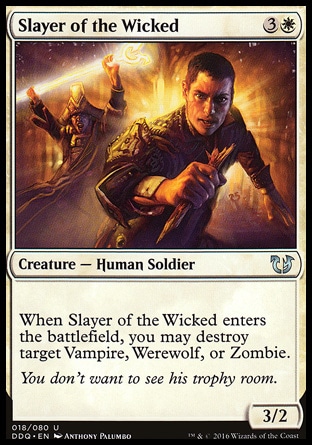 Slayer of the Wicked 3
Creature — Human Soldier
When Slayer of the Wicked enters
the battlefield, you may destroy
target Vampire, Werewolf, or Zombie.
You don't want to see his trophy room.
3/2
018/080 U
DDQ • EN Anthony Palumbo
™ & © 2016 Wizards of the Coast